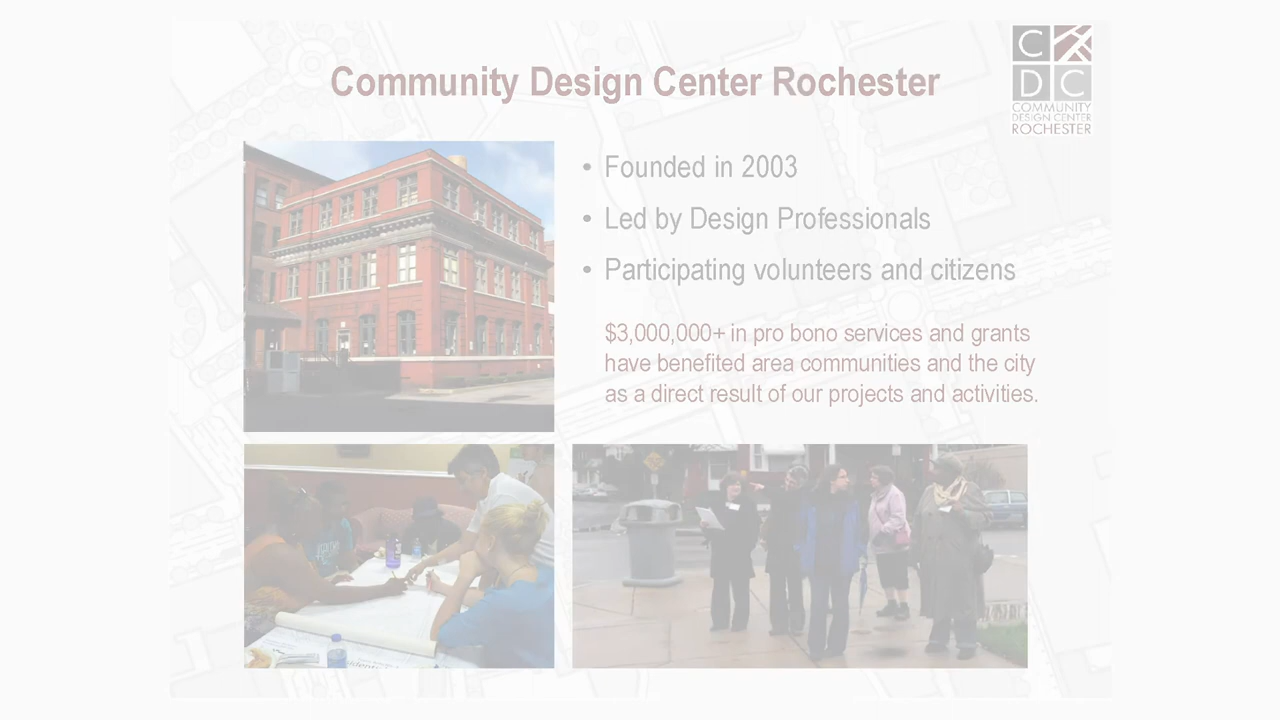 Community Design Center Rochester
C
DC
COMMUNITY
DESIGN CENTER
ROCHESTER
• Founded in 2003
• Led by Design Professionals
• Participating volunteers and citizens
$3,000,000+ in pro bono services and grants
have benefited area communities and the city
as a direct result of our projects and activities.